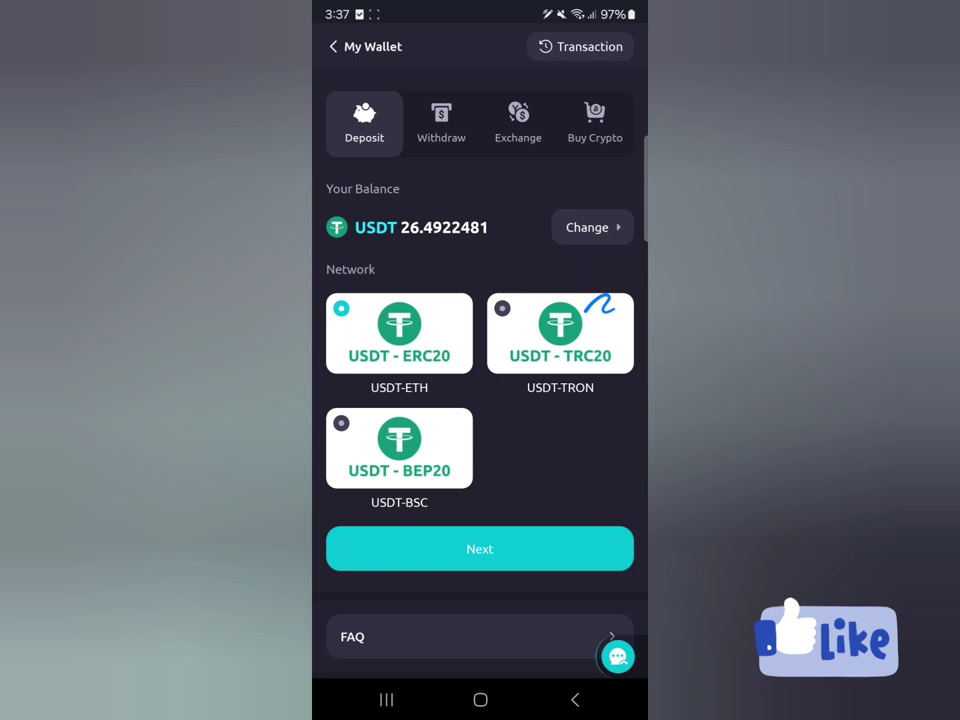 3:37 97%
My Wallet Transaction
Deposit Withdraw Exchange Buy Crypto
Your Balance
USDT 26.4922481 Change
Network
USDT - ERC20 USDT - TRC20
USDT-ETH USDT-TRON
USDT - BEP20
USDT-BSC
Next
FAQ
Like